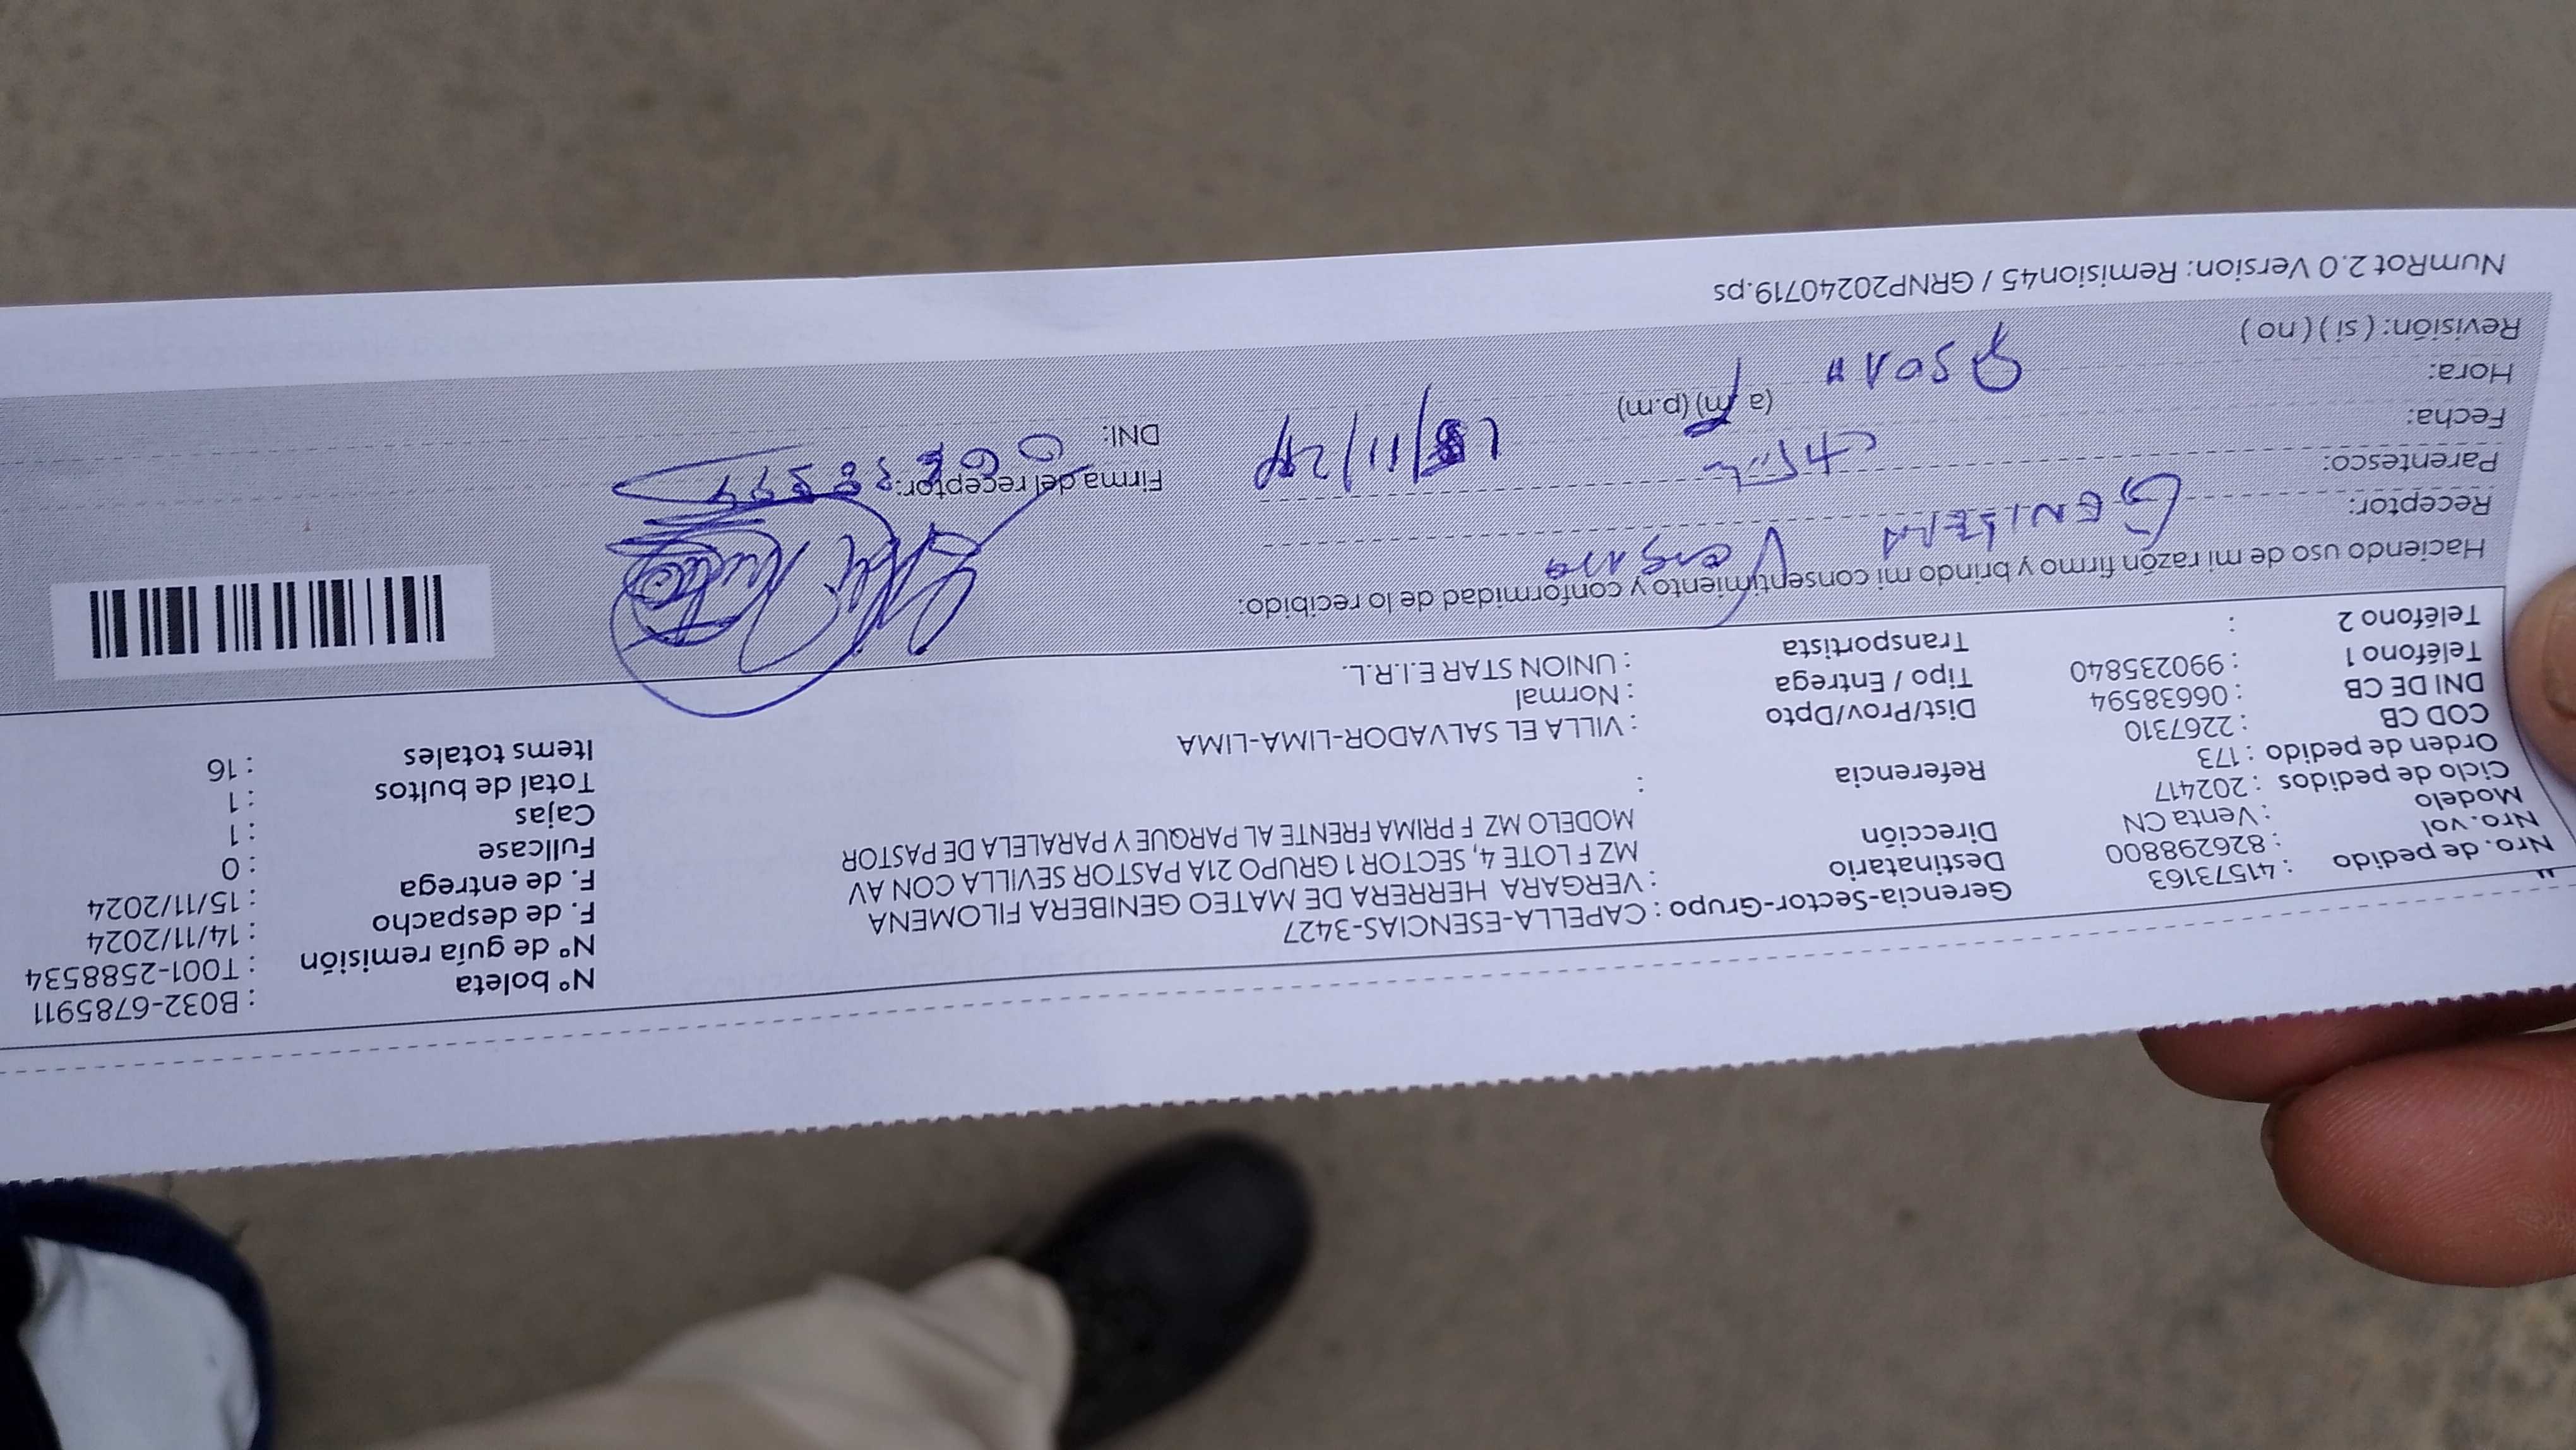 Nro. de pedido : 41573163
Nro. vol : 826298800
Modelo : Venta CN
Ciclo de pedidos : 202417
Orden de pedido : 173
COD CB : 2267310
DNI DE CB : 06638594
Teléfono 1 : 990235840
Teléfono 2 :
Gerencia-Sector-Grupo : CAPELLA-ESENCIAS-3427
Destinatario : VERGARA HERRERA DE MATEO GENIBERA FILOMENA
Dirección MZ F LOTE 4, SECTOR 1 GRUPO 21A PASTOR SEVILLA CON AV
MODELO MZ F PRIMA FRENTE AL PARQUE Y PARALELA DE PASTOR
Referencia :
Dist/Prov/Dpto : VILLA EL SALVADOR-LIMA-LIMA
Tipo / Entrega : Normal
Transportista : UNION STAR E.I.R.L.
N° boleta : B032-6785911
N° de guía remisión : T001-2588534
F. de despacho : 14/11/2024
F. de entrega : 15/11/2024
Fullcase : 0
Cajas : 1
Total de bultos : 1
Items totales : 16
Haciendo uso de mi razón firmo y brindo mi consentimiento y conformidad de lo recibido:
Receptor:
Parentesco:
Fecha: /11/24
Hora: (a.m) (p.m)
Revisión: ( si ) ( no )
Firma del receptor:
DNI:
NumRot 2.0 Version: Remision45 / GRNP20240719.ps